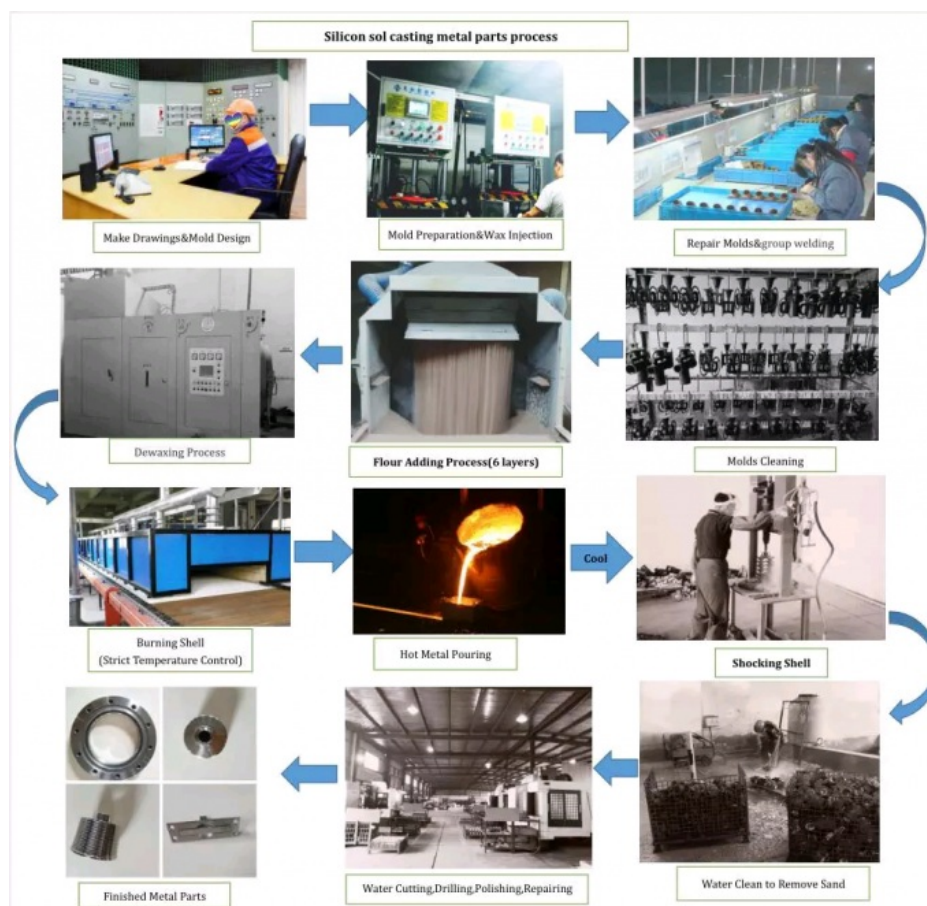 Silicon sol casting metal parts process
Make Drawings&Mold Design
Mold Preparation&Wax Injection
Repair Molds&group welding
Molds Cleaning
Flour Adding Process(6 layers)
Dewaxing Process
Burning Shell
(Strict Temperature Control)
Hot Metal Pouring
Cool
Shocking Shell
Water Clean to Remove Sand
Water Cutting,Drilling,Polishing,Repairing
Finished Metal Parts